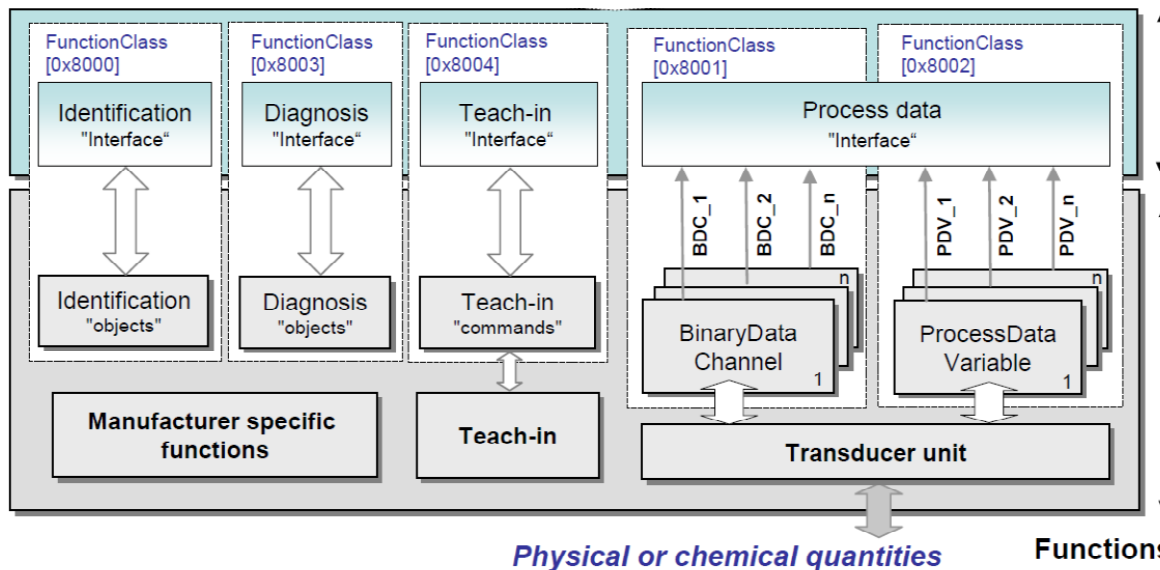 FunctionClass
[0x8000]
FunctionClass
[0x8003]
FunctionClass
[0x8004]
FunctionClass
[0x8001]
FunctionClass
[0x8002]
Identification
"Interface“
Diagnosis
"Interface“
Teach-in
"Interface“
Process data
"Interface“
BDC_1
BDC_2
BDC_n
PDV_1
PDV_2
PDV_n
Identification
"objects"
Diagnosis
"objects"
Teach-in
"commands"
n
BinaryData
Channel
1
n
ProcessData
Variable
1
Manufacturer specific
functions
Teach-in
Transducer unit
Physical or chemical quantities
Functions